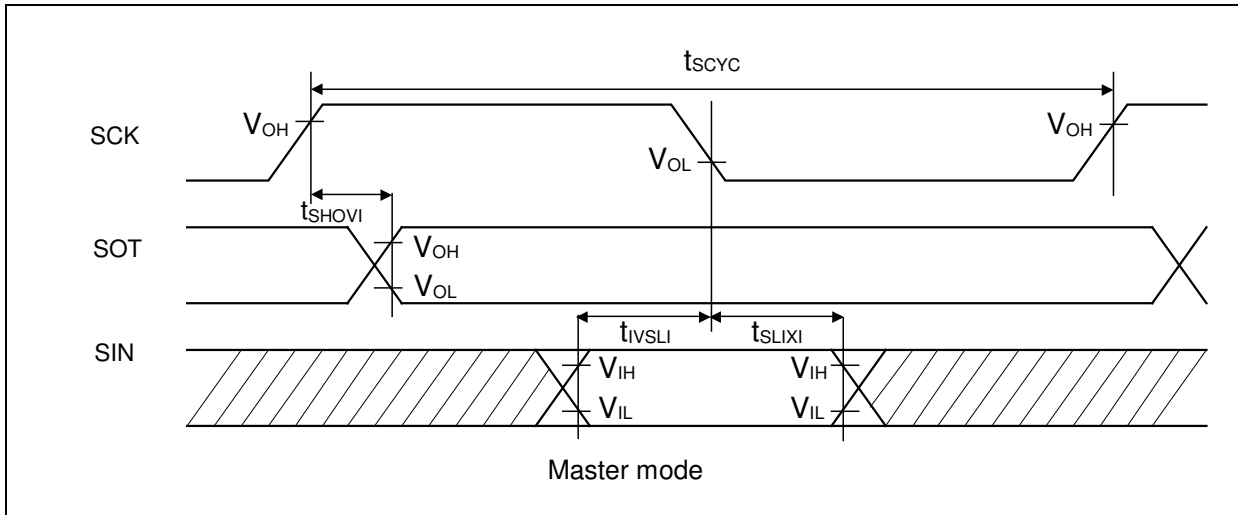 tSCYC
SCK
VOH
VOL
VOH
tSHOVI
SOT
VOH
VOL
tIVSLI
tSLIXI
SIN
VIH
VIH
VIL
VIL
Master mode